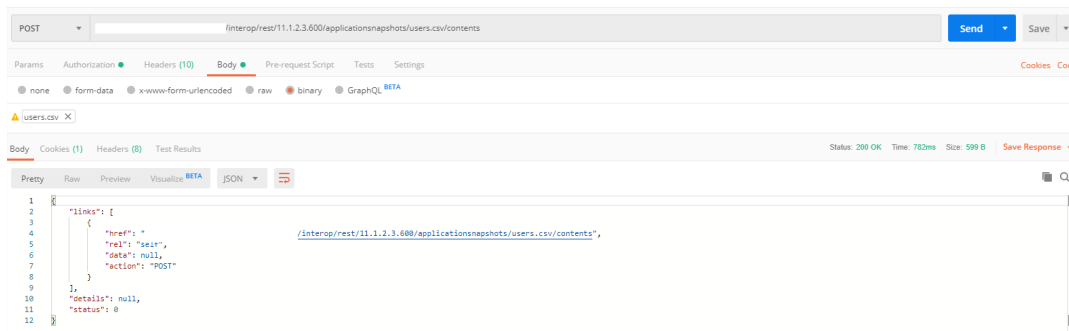 POST /interop/rest/11.1.2.3.600/applicationsnapshots/users.csv/contents Send Save
Params Authorization Headers (10) Body Pre-request Script Tests Settings Cookies
none form-data x-www-form-urlencoded raw binary GraphQL BETA
users.csv X
Body Cookies (1) Headers (8) Test Results Status: 200 OK Time: 782ms Size: 599 B Save Response
Pretty Raw Preview Visualize BETA JSON
1 {
2 "links": [
3 {
4 "href": " /interop/rest/11.1.2.3.600/applicationsnapshots/users.csv/contents",
5 "rel": "self",
6 "data": null,
7 "action": "POST"
8 }
9 ],
10 "details": null,
11 "status": 0
12 }